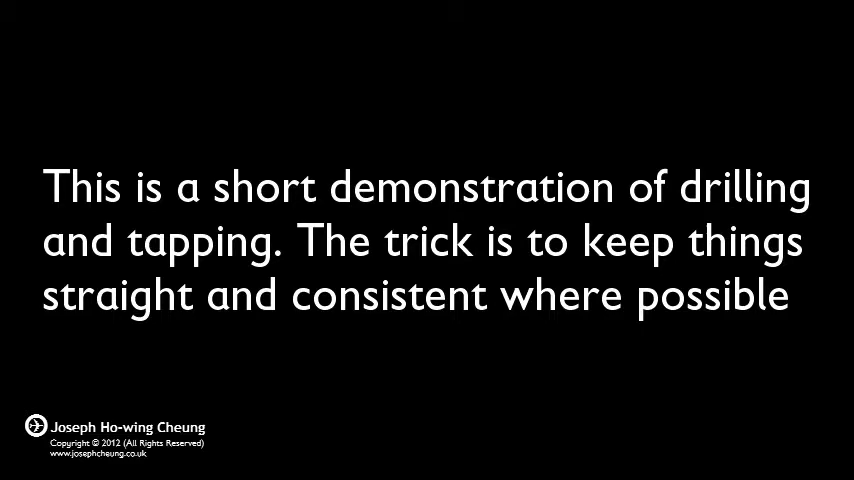 This is a short demonstration of drilling
and tapping. The trick is to keep things
straight and consistent where possible
Joseph Ho-wing Cheung
Copyright © 2012 (All Rights Reserved)
www.josephcheung.co.uk